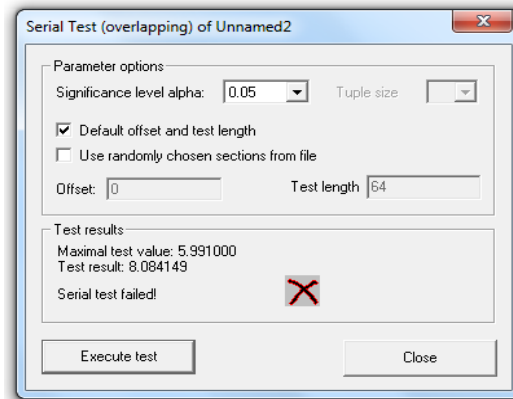 Serial Test (overlapping) of Unnamed2
Parameter options
Significance level alpha: 0.05 Tuple size
Default offset and test length
Use randomly chosen sections from file
Offset: 0 Test length 64
Test results
Maximal test value: 5.991000
Test result: 8.084149
Serial test failed!
Execute test Close